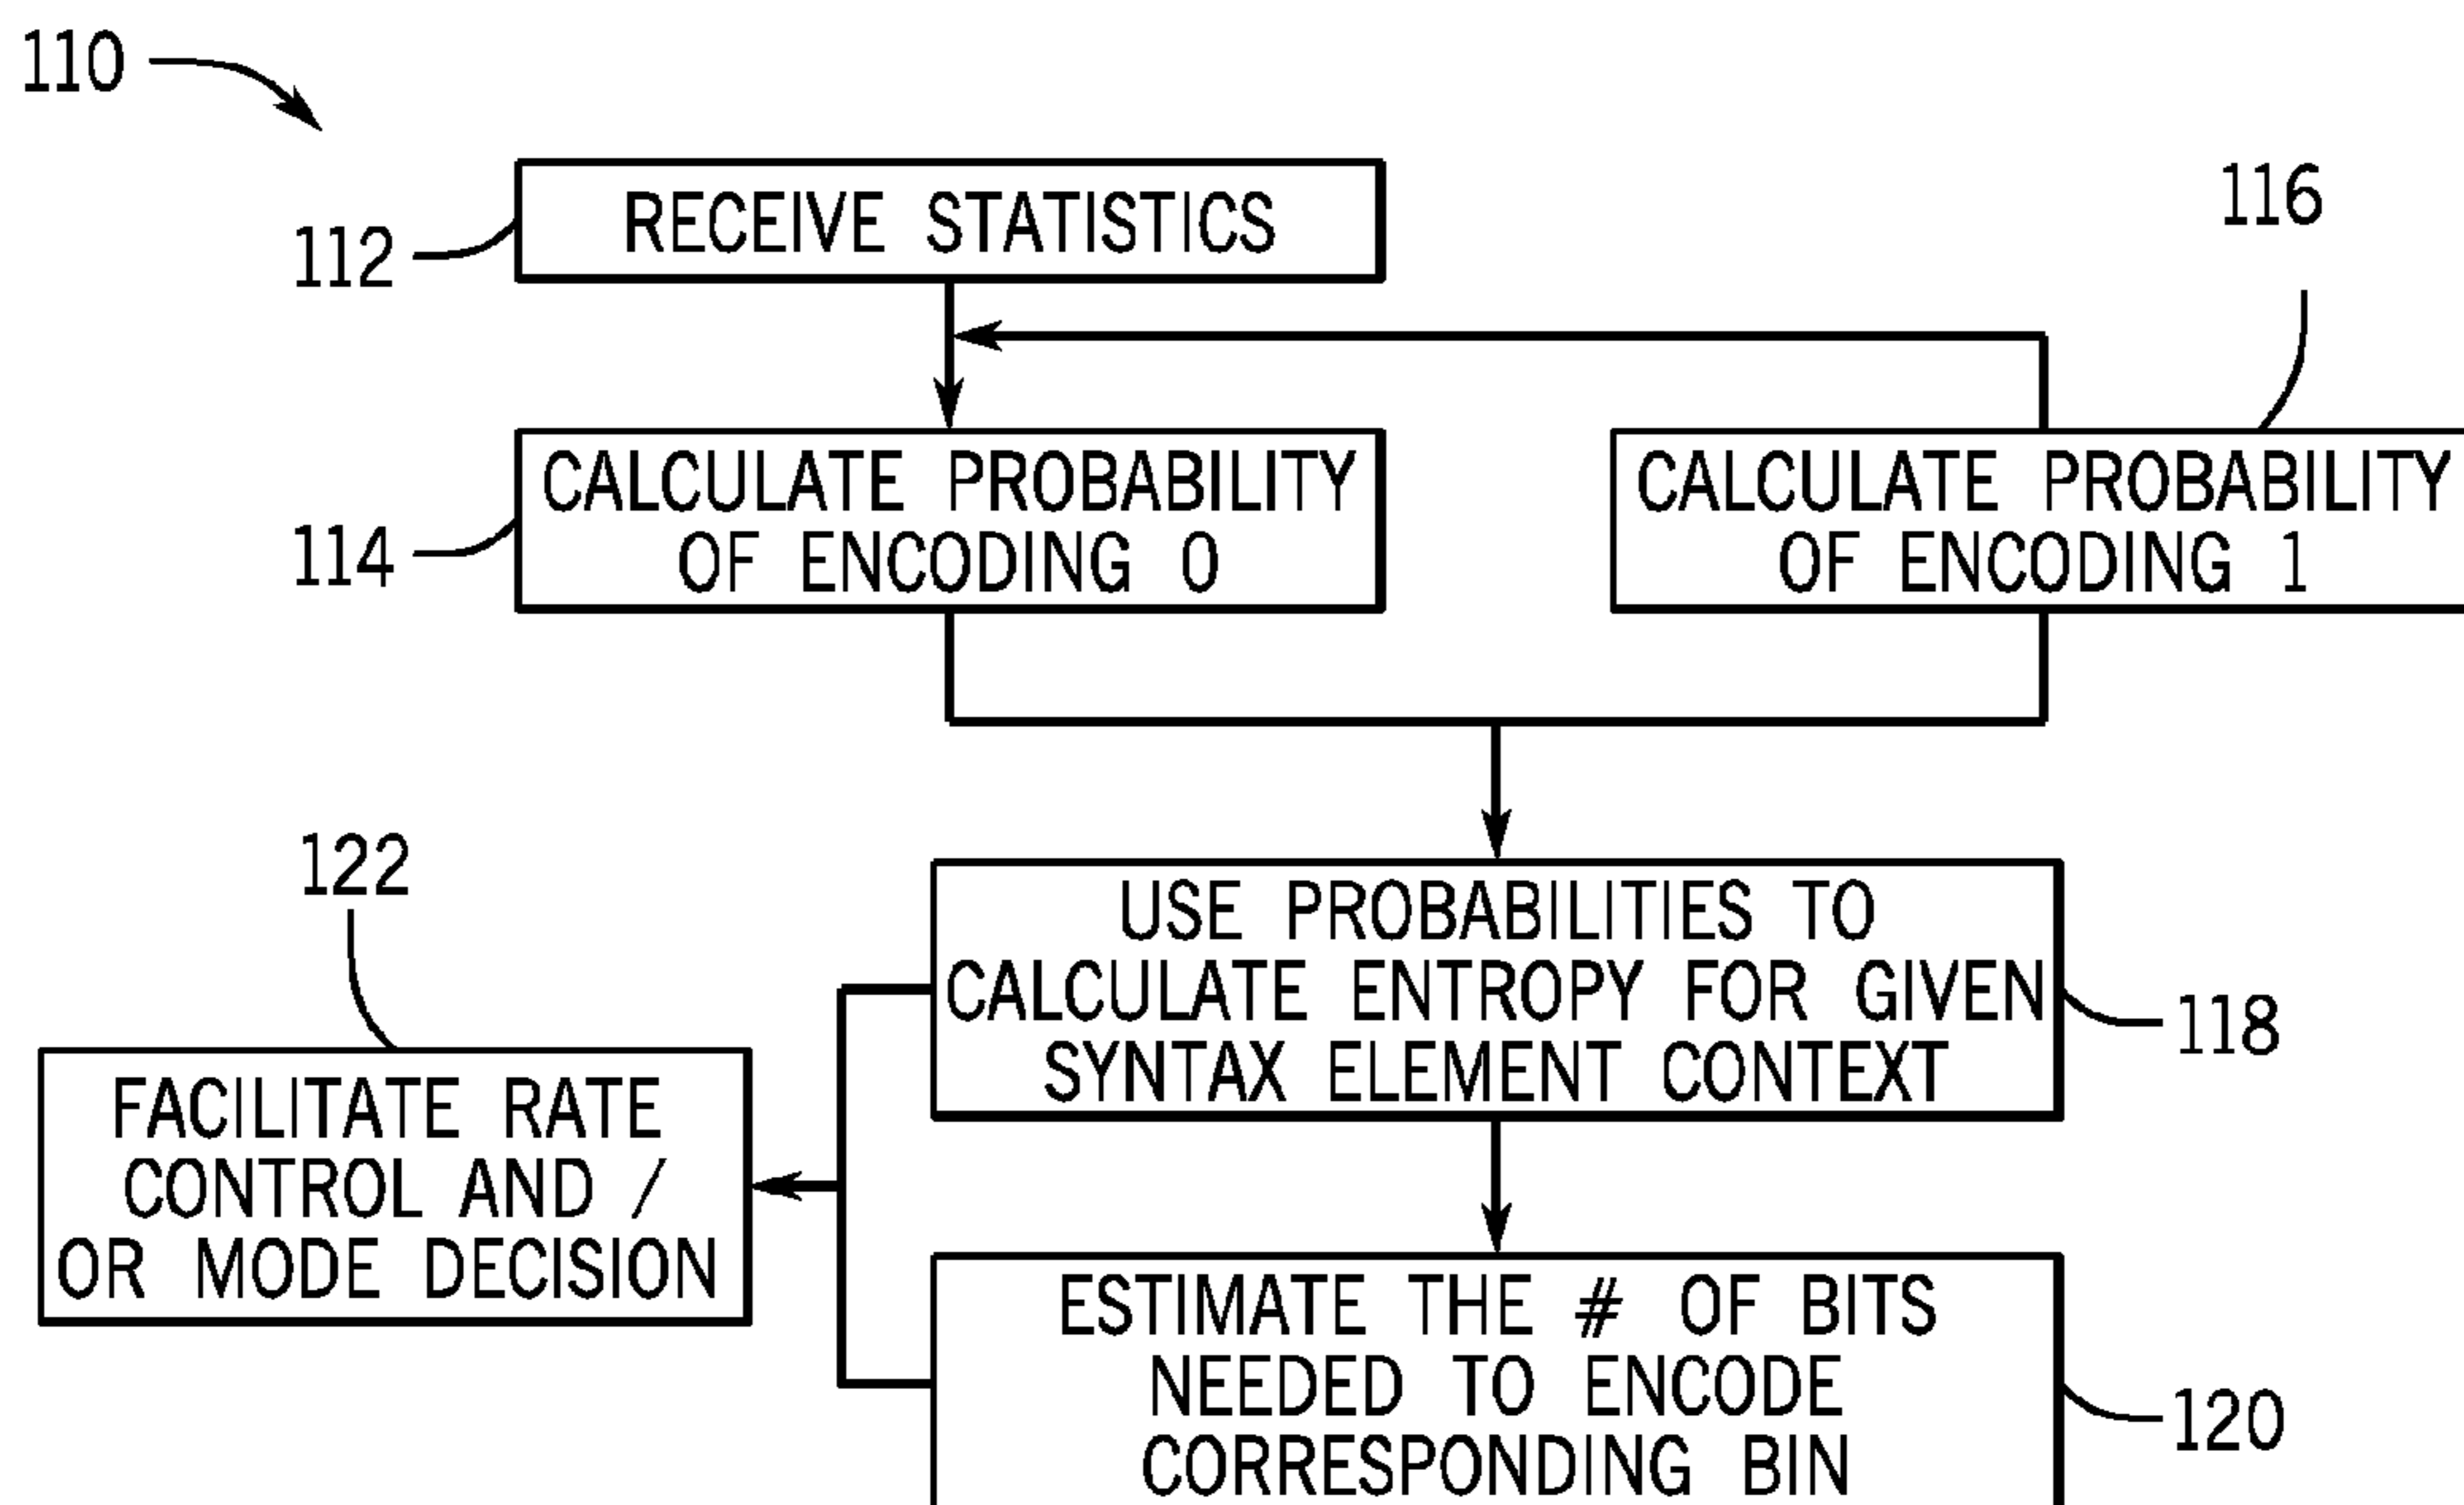 110
RECEIVE STATISTICS
112
116
CALCULATE PROBABILITY
OF ENCODING 0
114
CALCULATE PROBABILITY
OF ENCODING 1
USE PROBABILITIES TO
CALCULATE ENTROPY FOR GIVEN
SYNTAX ELEMENT CONTEXT
118
122
FACILITATE RATE
CONTROL AND /
OR MODE DECISION
ESTIMATE THE # OF BITS
NEEDED TO ENCODE
CORRESPONDING BIN
120